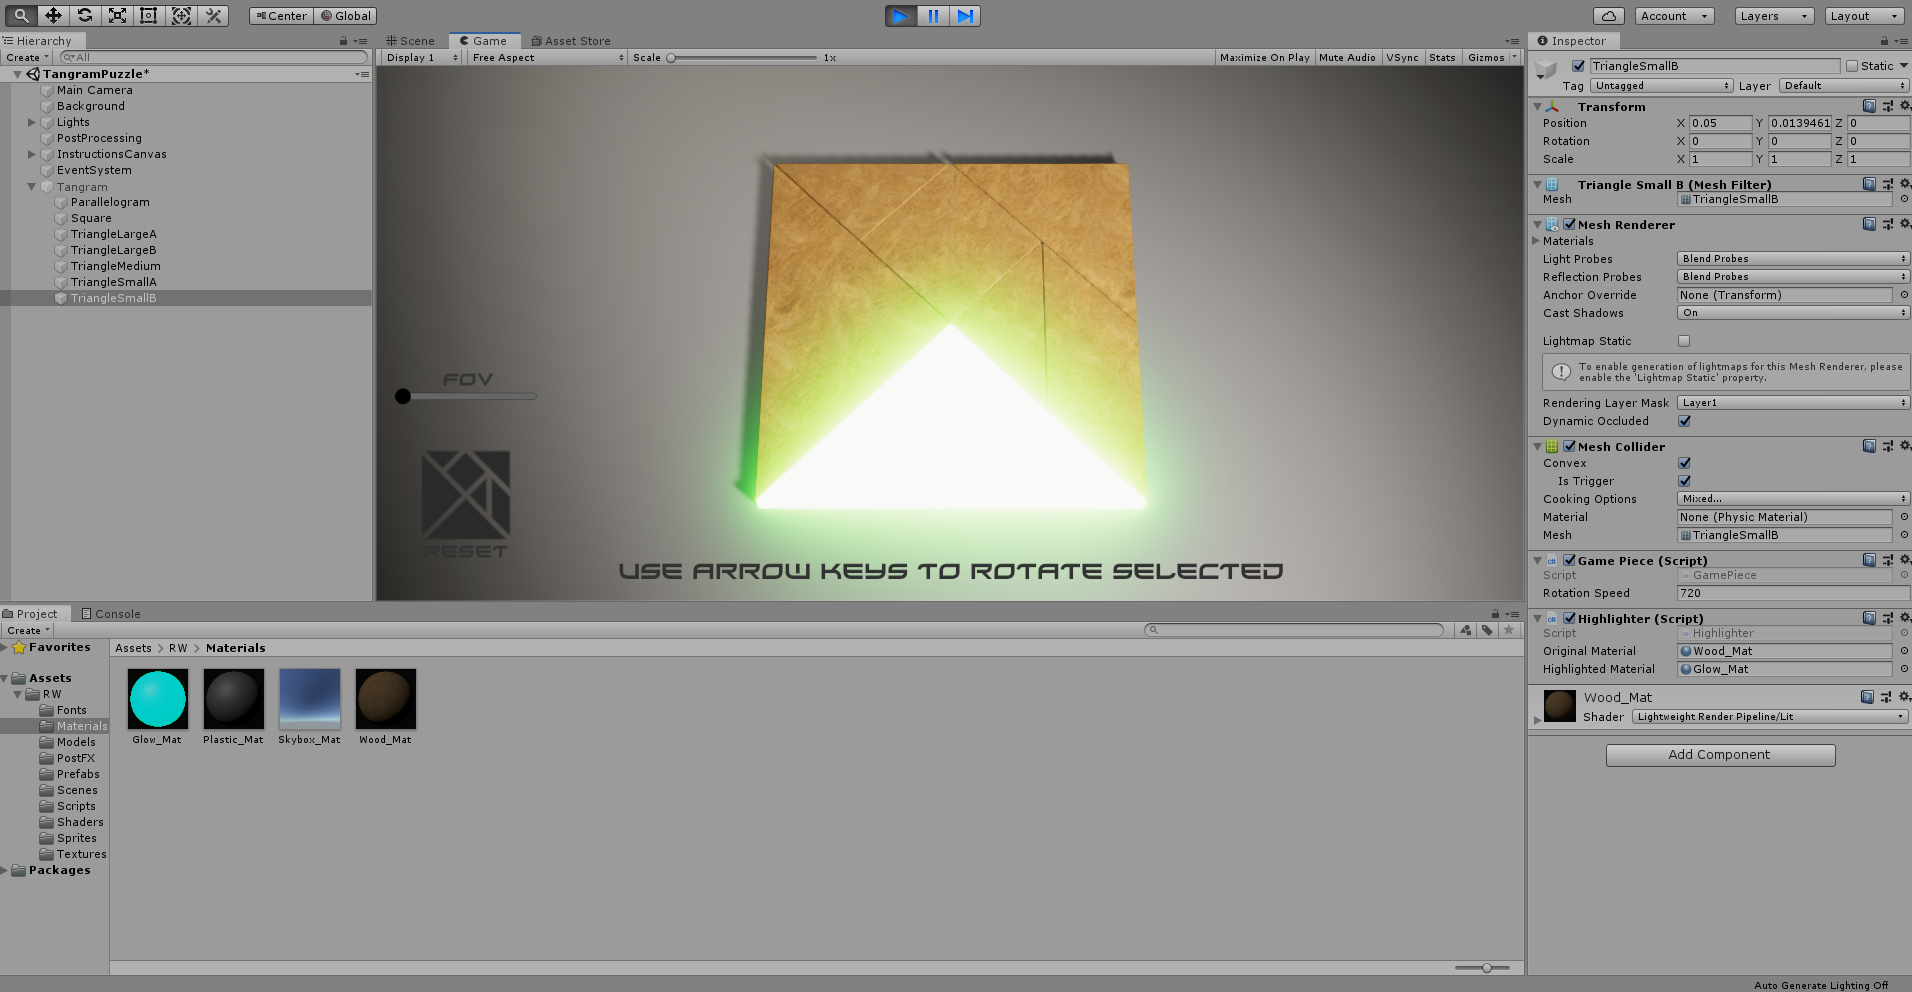 Center Global
Account Layers Layout
Hierarchy
Create All
TangramPuzzle*
Main Camera
Background
Lights
PostProcessing
InstructionsCanvas
EventSystem
Tangram
Parallelogram
Square
TriangleLargeA
TriangleLargeB
TriangleMedium
TriangleSmallA
TriangleSmallB
Scene Game Asset Store
Display 1 Free Aspect Scale 1x Maximize On Play Mute Audio VSync Stats Gizmos
FOV
RESET
USE ARROW KEYS TO ROTATE SELECTED
Inspector
TriangleSmallB Static
Tag Untagged Layer Default
Transform
Position X 0.05 Y 0.0139461 Z 0
Rotation X 0 Y 0 Z 0
Scale X 1 Y 1 Z 1
Triangle Small B (Mesh Filter)
Mesh TriangleSmallB
Mesh Renderer
Materials
Light Probes Blend Probes
Reflection Probes Blend Probes
Anchor Override None (Transform)
Cast Shadows On
Lightmap Static
To enable generation of lightmaps for this Mesh Renderer, please
enable the 'Lightmap Static' property.
Rendering Layer Mask Layer1
Dynamic Occluded
Mesh Collider
Convex
Is Trigger
Cooking Options Mixed...
Material None (Physic Material)
Mesh TriangleSmallB
Game Piece (Script)
Script GamePiece
Rotation Speed 720
Highlighter (Script)
Script Highlighter
Original Material Wood_Mat
Highlighted Material Glow_Mat
Wood_Mat
Shader Lightweight Render Pipeline/Lit
Add Component
Project Console
Create
Favorites
Assets
RW
Fonts
Materials
Models
PostFX
Prefabs
Scenes
Scripts
Shaders
Sprites
Textures
Packages
Assets > RW > Materials
Glow_Mat Plastic_Mat Skybox_Mat Wood_Mat
Auto Generate Lighting Off